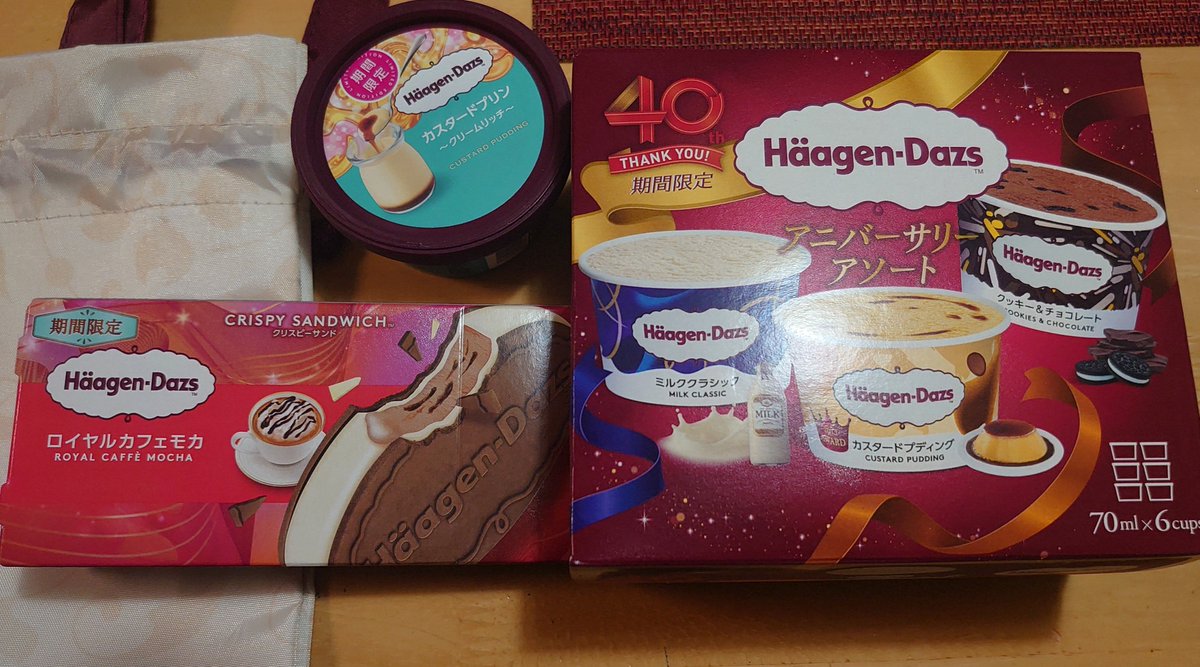 期間
限定
Häagen-Dazs
カスタードプリン
～クリームリッチ～
CUSTARD PUDDING
40th
THANK YOU!
期間限定
Häagen-Dazs™
アニバーサリー
アソート
Häagen-Dazs
クッキー&チョコレート
COOKIES & CHOCOLATE
Häagen-Dazs
ミルククラシック
MILK CLASSIC
MILK
Häagen-Dazs
カスタードプディング
CUSTARD PUDDING
70ml×6cups
期間限定
CRISPY SANDWICH™
クリスピーサンド
Häagen-Dazs™
ロイヤルカフェモカ
ROYAL CAFFÈ MOCHA
Häagen-Dazs